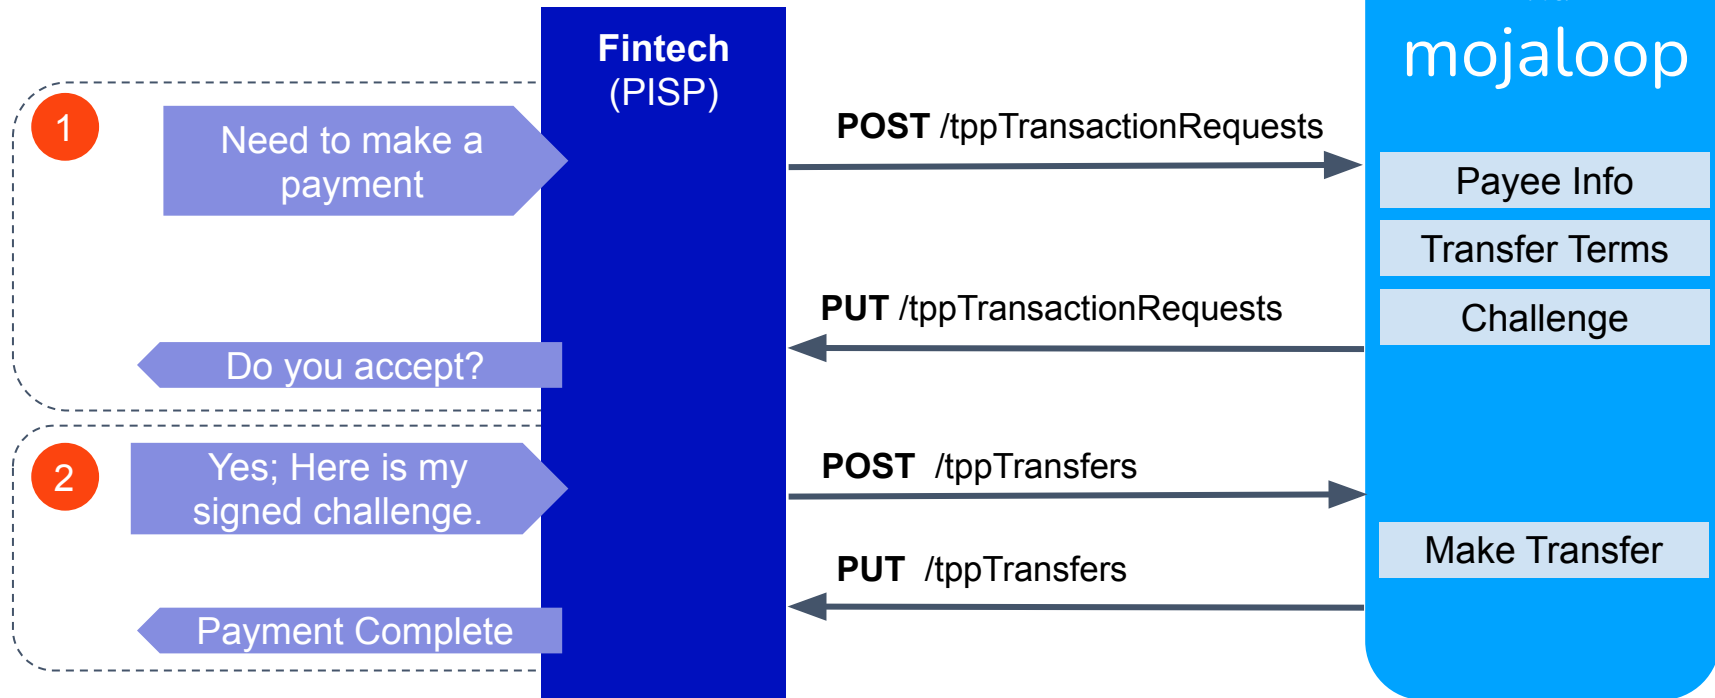 Fintech
(PISP)
mojaloop
1
Need to make a
payment
POST /tppTransactionRequests
Payee Info
Transfer Terms
PUT /tppTransactionRequests
Challenge
Do you accept?
2
Yes; Here is my
signed challenge.
POST /tppTransfers
Make Transfer
PUT /tppTransfers
Payment Complete